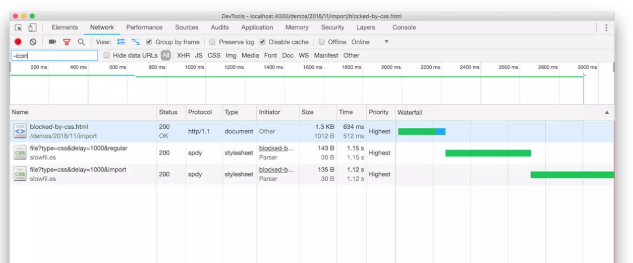 DevTools - localhost:4000/demos/2018/11/import/blocked-by-css.html
Elements Network Performance Sources Audits Application Memory Security Layers Console
View: Group by frame Preserve log Disable cache Offline Online
-icon Hide data URLs All XHR JS CSS Img Media Font Doc WS Manifest Other
200 ms 400 ms 600 ms 800 ms 1000 ms 1200 ms 1400 ms 1600 ms 1800 ms 2000 ms 2200 ms 2400 ms 2600 ms 2800 ms 3000 ms
Name Status Protocol Type Initiator Size Time Priority Waterfall
blocked-by-css.html 200 http/1.1 document Other 1.3 KB 634 ms Highest
/demos/2018/11/import OK 1012 B 512 ms
file?type=css&delay=1000&regular 200 spdy stylesheet blocked-b... 143 B 1.15 s Highest
slowfil.es Parser 30 B 1.15 s
file?type=css&delay=1000&import 200 spdy stylesheet blocked-b... 135 B 1.12 s Highest
slowfil.es Parser 30 B 1.12 s